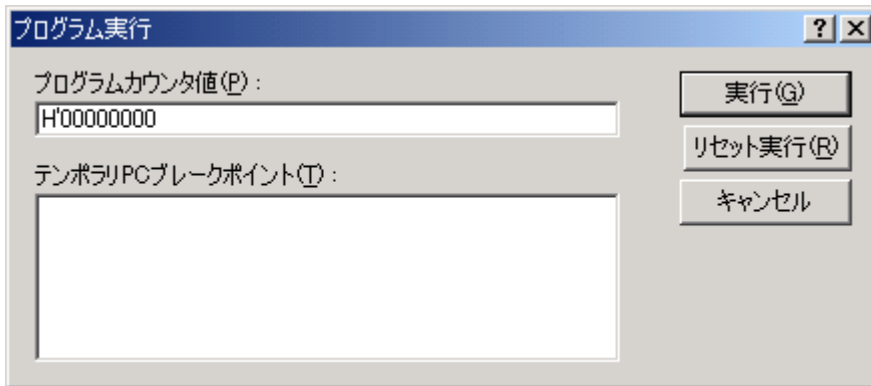 プログラム実行
プログラムカウンタ値(P):
H'00000000
テンポラリPCブレークポイント(T):
実行(G)
リセット実行(R)
キャンセル